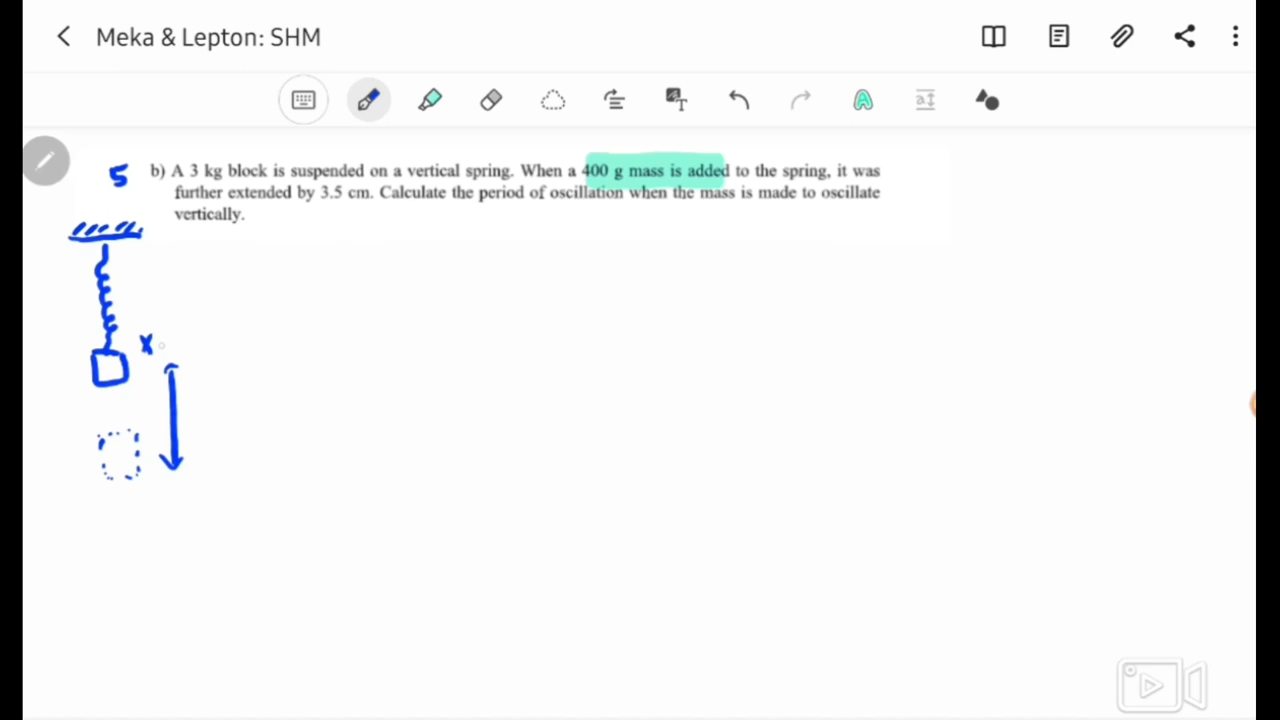 Meka & Lepton: SHM
5
b) A 3 kg block is suspended on a vertical spring. When a 400 g mass is added to the spring, it was
further extended by 3.5 cm. Calculate the period of oscillation when the mass is made to oscillate
vertically.
x